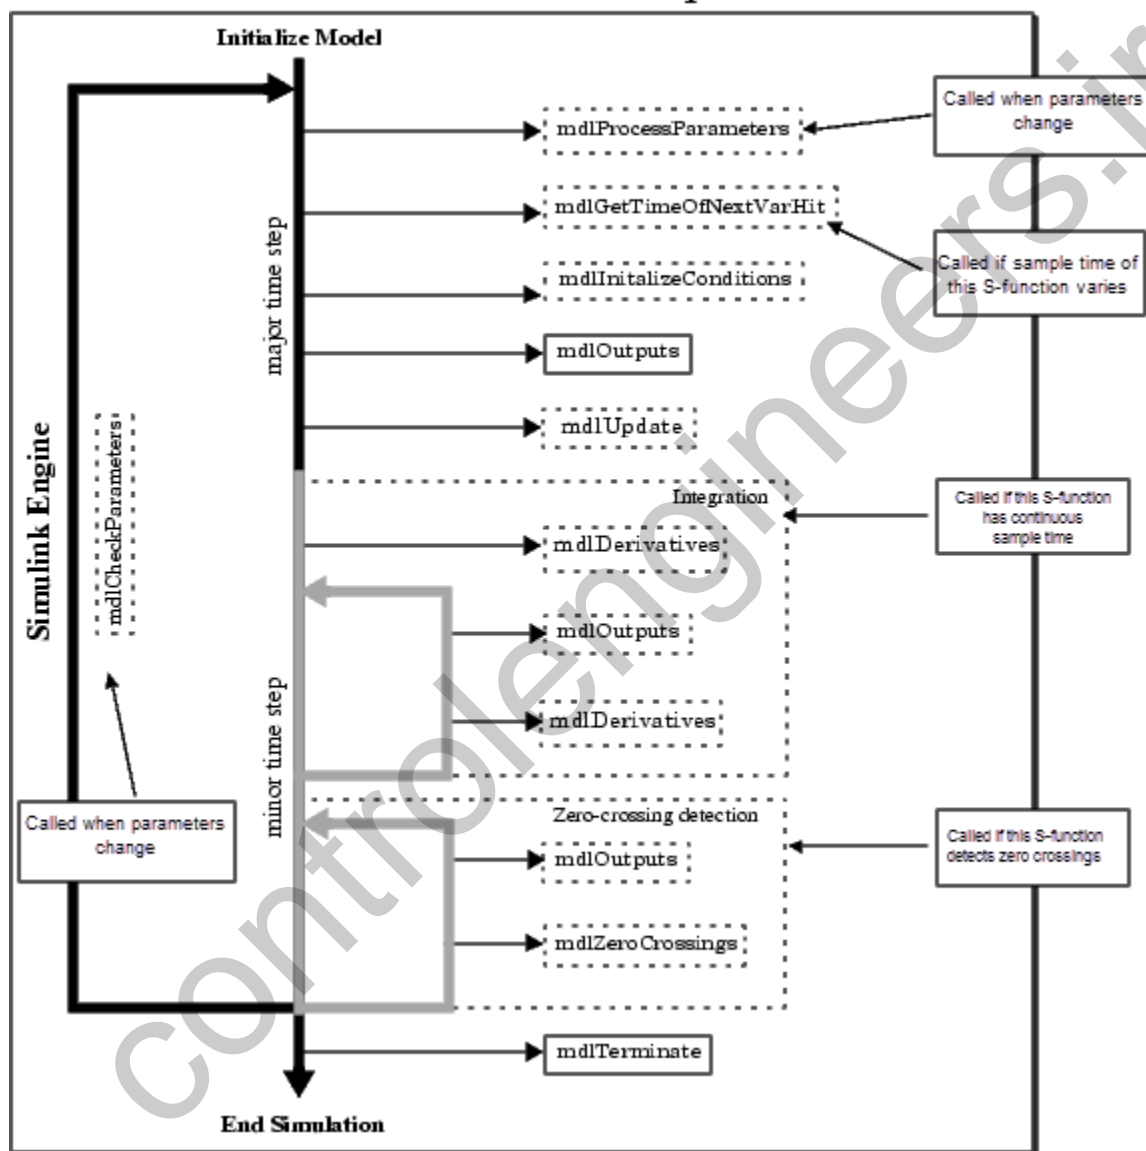 Initialize Model
mdlProcessParameters
Called when parameters
change
mdlGetTimeOfNextVarHit
Called if sample time of
this S-function varies
mdlInitalizeConditions
major time step
mdlOutputs
mdlUpdate
Simulink Engine
mdlCheckParameters
Integration
Called if this S-function
has continuous
sample time
mdlDerivatives
mdlOutputs
mdlDerivatives
minor time step
Called when parameters
change
Zero-crossing detection
mdlOutputs
Called if this S-function
detects zero crossings
mdlZeroCrossings
mdlTerminate
End Simulation
controlengineers.in